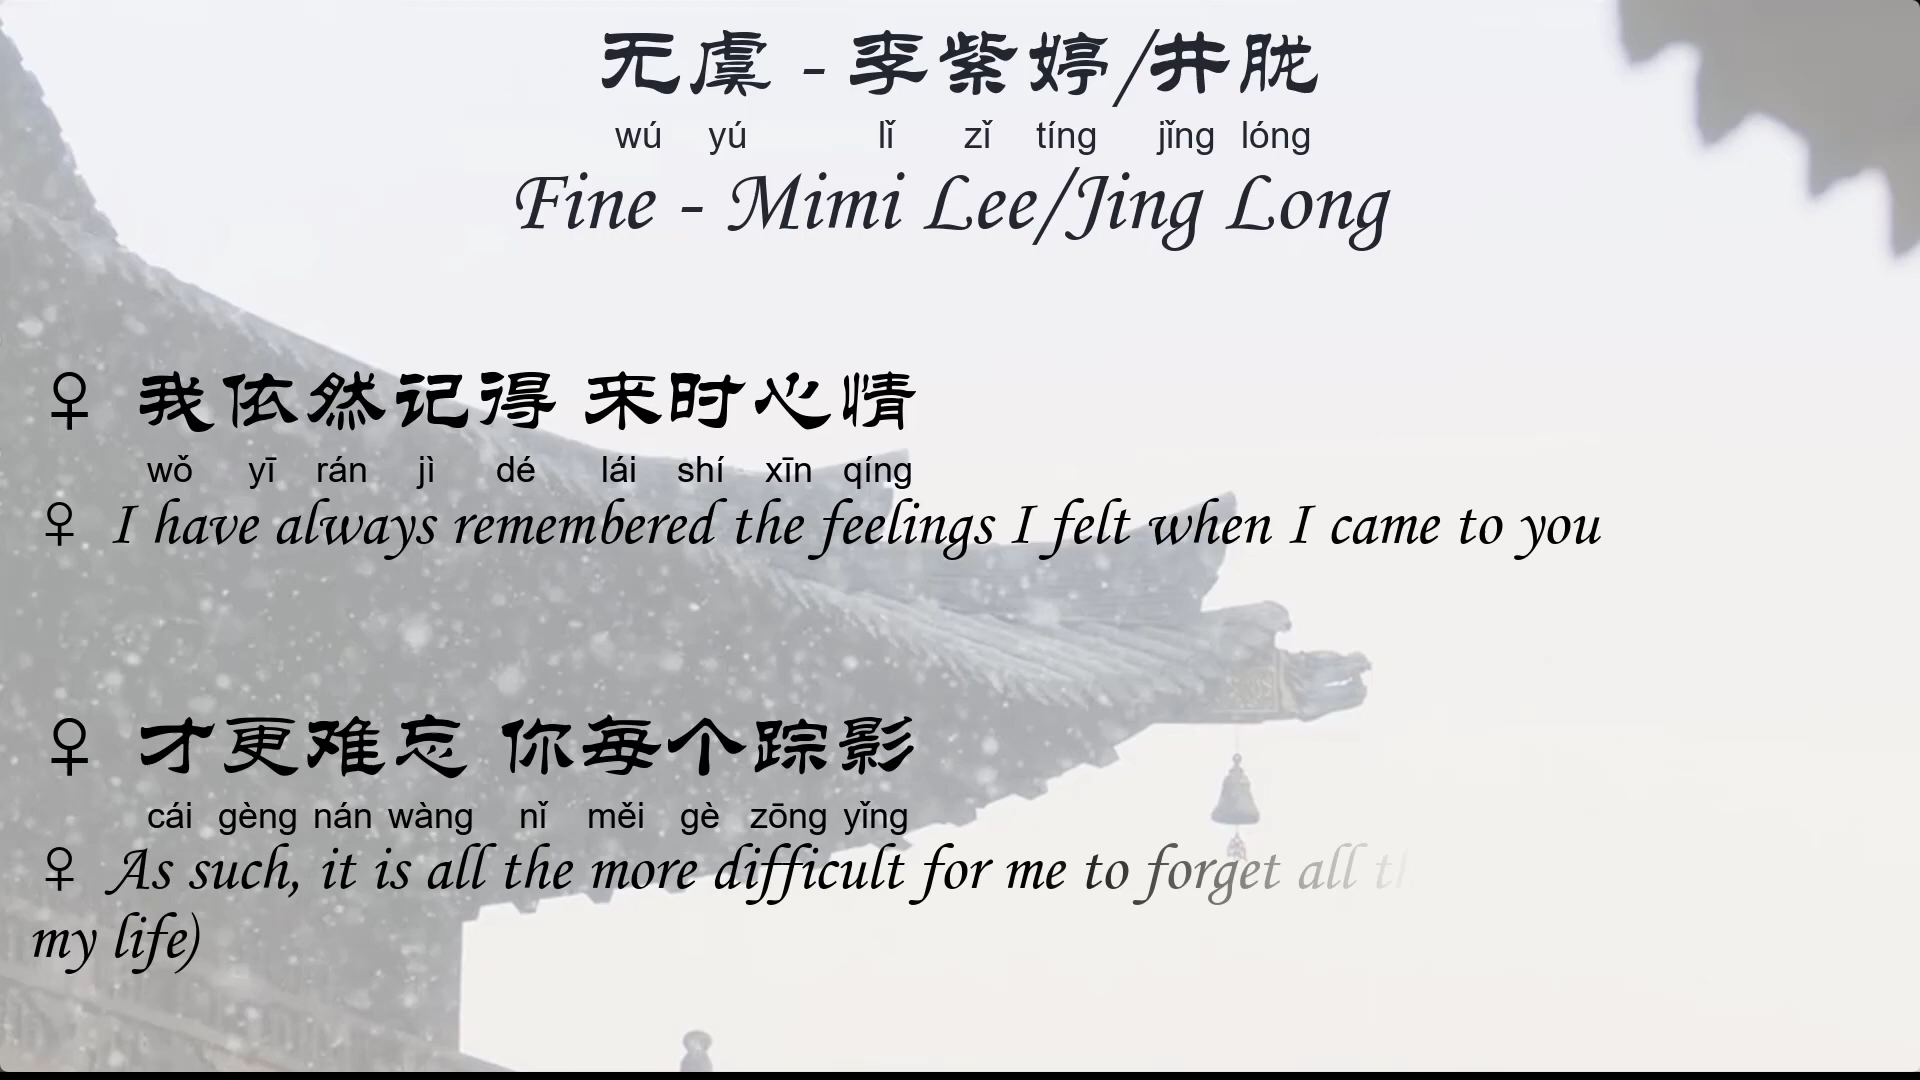 无虞 - 李紫婷/井胧
wú yú lǐ zǐ tíng jǐng lóng
Fine - Mimi Lee/Jing Long
♀ 我依然记得 来时心情
wǒ yī rán jì dé lái shí xīn qíng
♀ I have always remembered the feelings I felt when I came to you
♀ 才更难忘 你每个踪影
cái gèng nán wàng nǐ měi gè zōng yǐng
♀ As such, it is all the more difficult for me to forget all
my life)